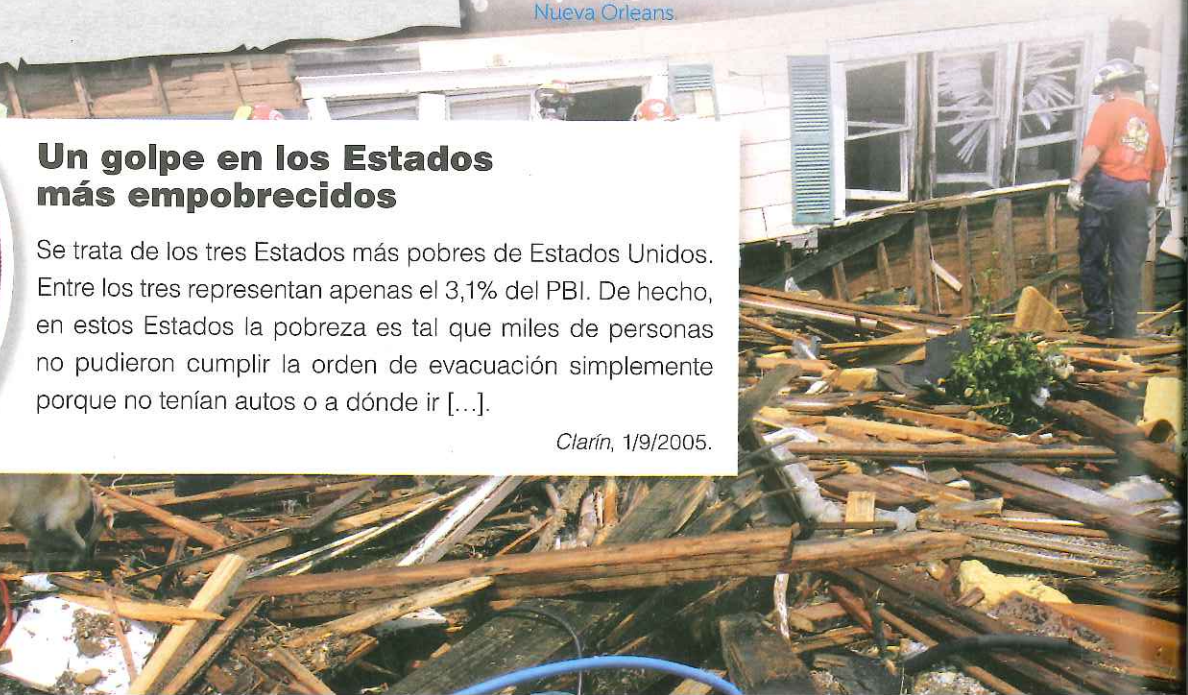 Nueva Orleans.
Un golpe en los Estados
más empobrecidos
Se trata de los tres Estados más pobres de Estados Unidos.
Entre los tres representan apenas el 3,1% del PBI. De hecho,
en estos Estados la pobreza es tal que miles de personas
no pudieron cumplir la orden de evacuación simplemente
porque no tenían autos o a dónde ir [...].
Clarín, 1/9/2005.